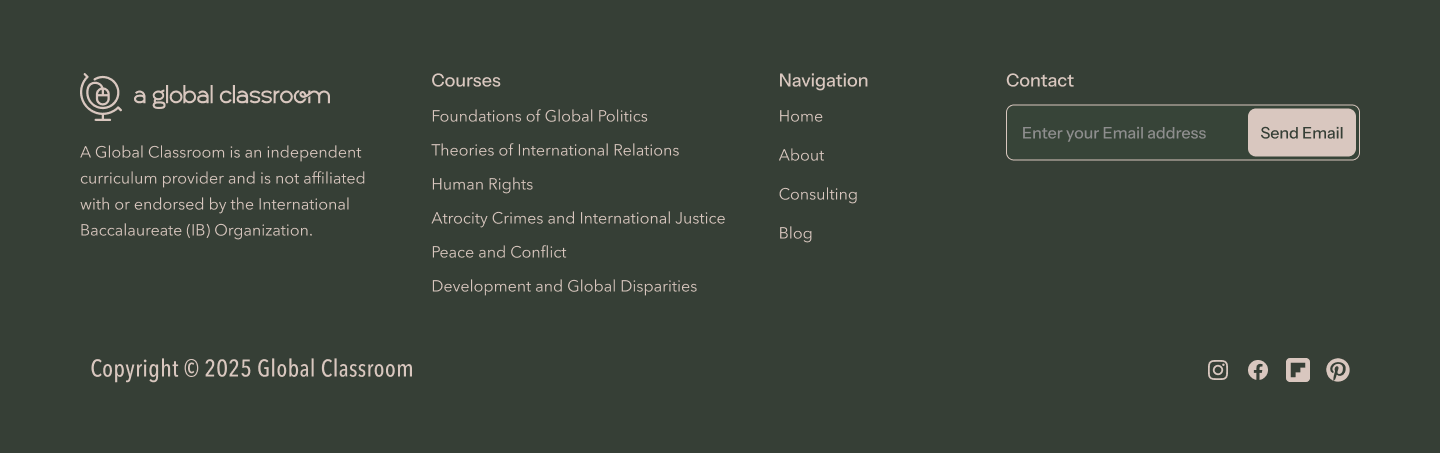 a global classroom
A Global Classroom is an independent
curriculum provider and is not affiliated
with or endorsed by the International
Baccalaureate (IB) Organization.
Courses
Foundations of Global Politics
Theories of International Relations
Human Rights
Atrocity Crimes and International Justice
Peace and Conflict
Development and Global Disparities
Navigation
Home
About
Consulting
Blog
Contact
Enter your Email address
Send Email
Copyright © 2025 Global Classroom